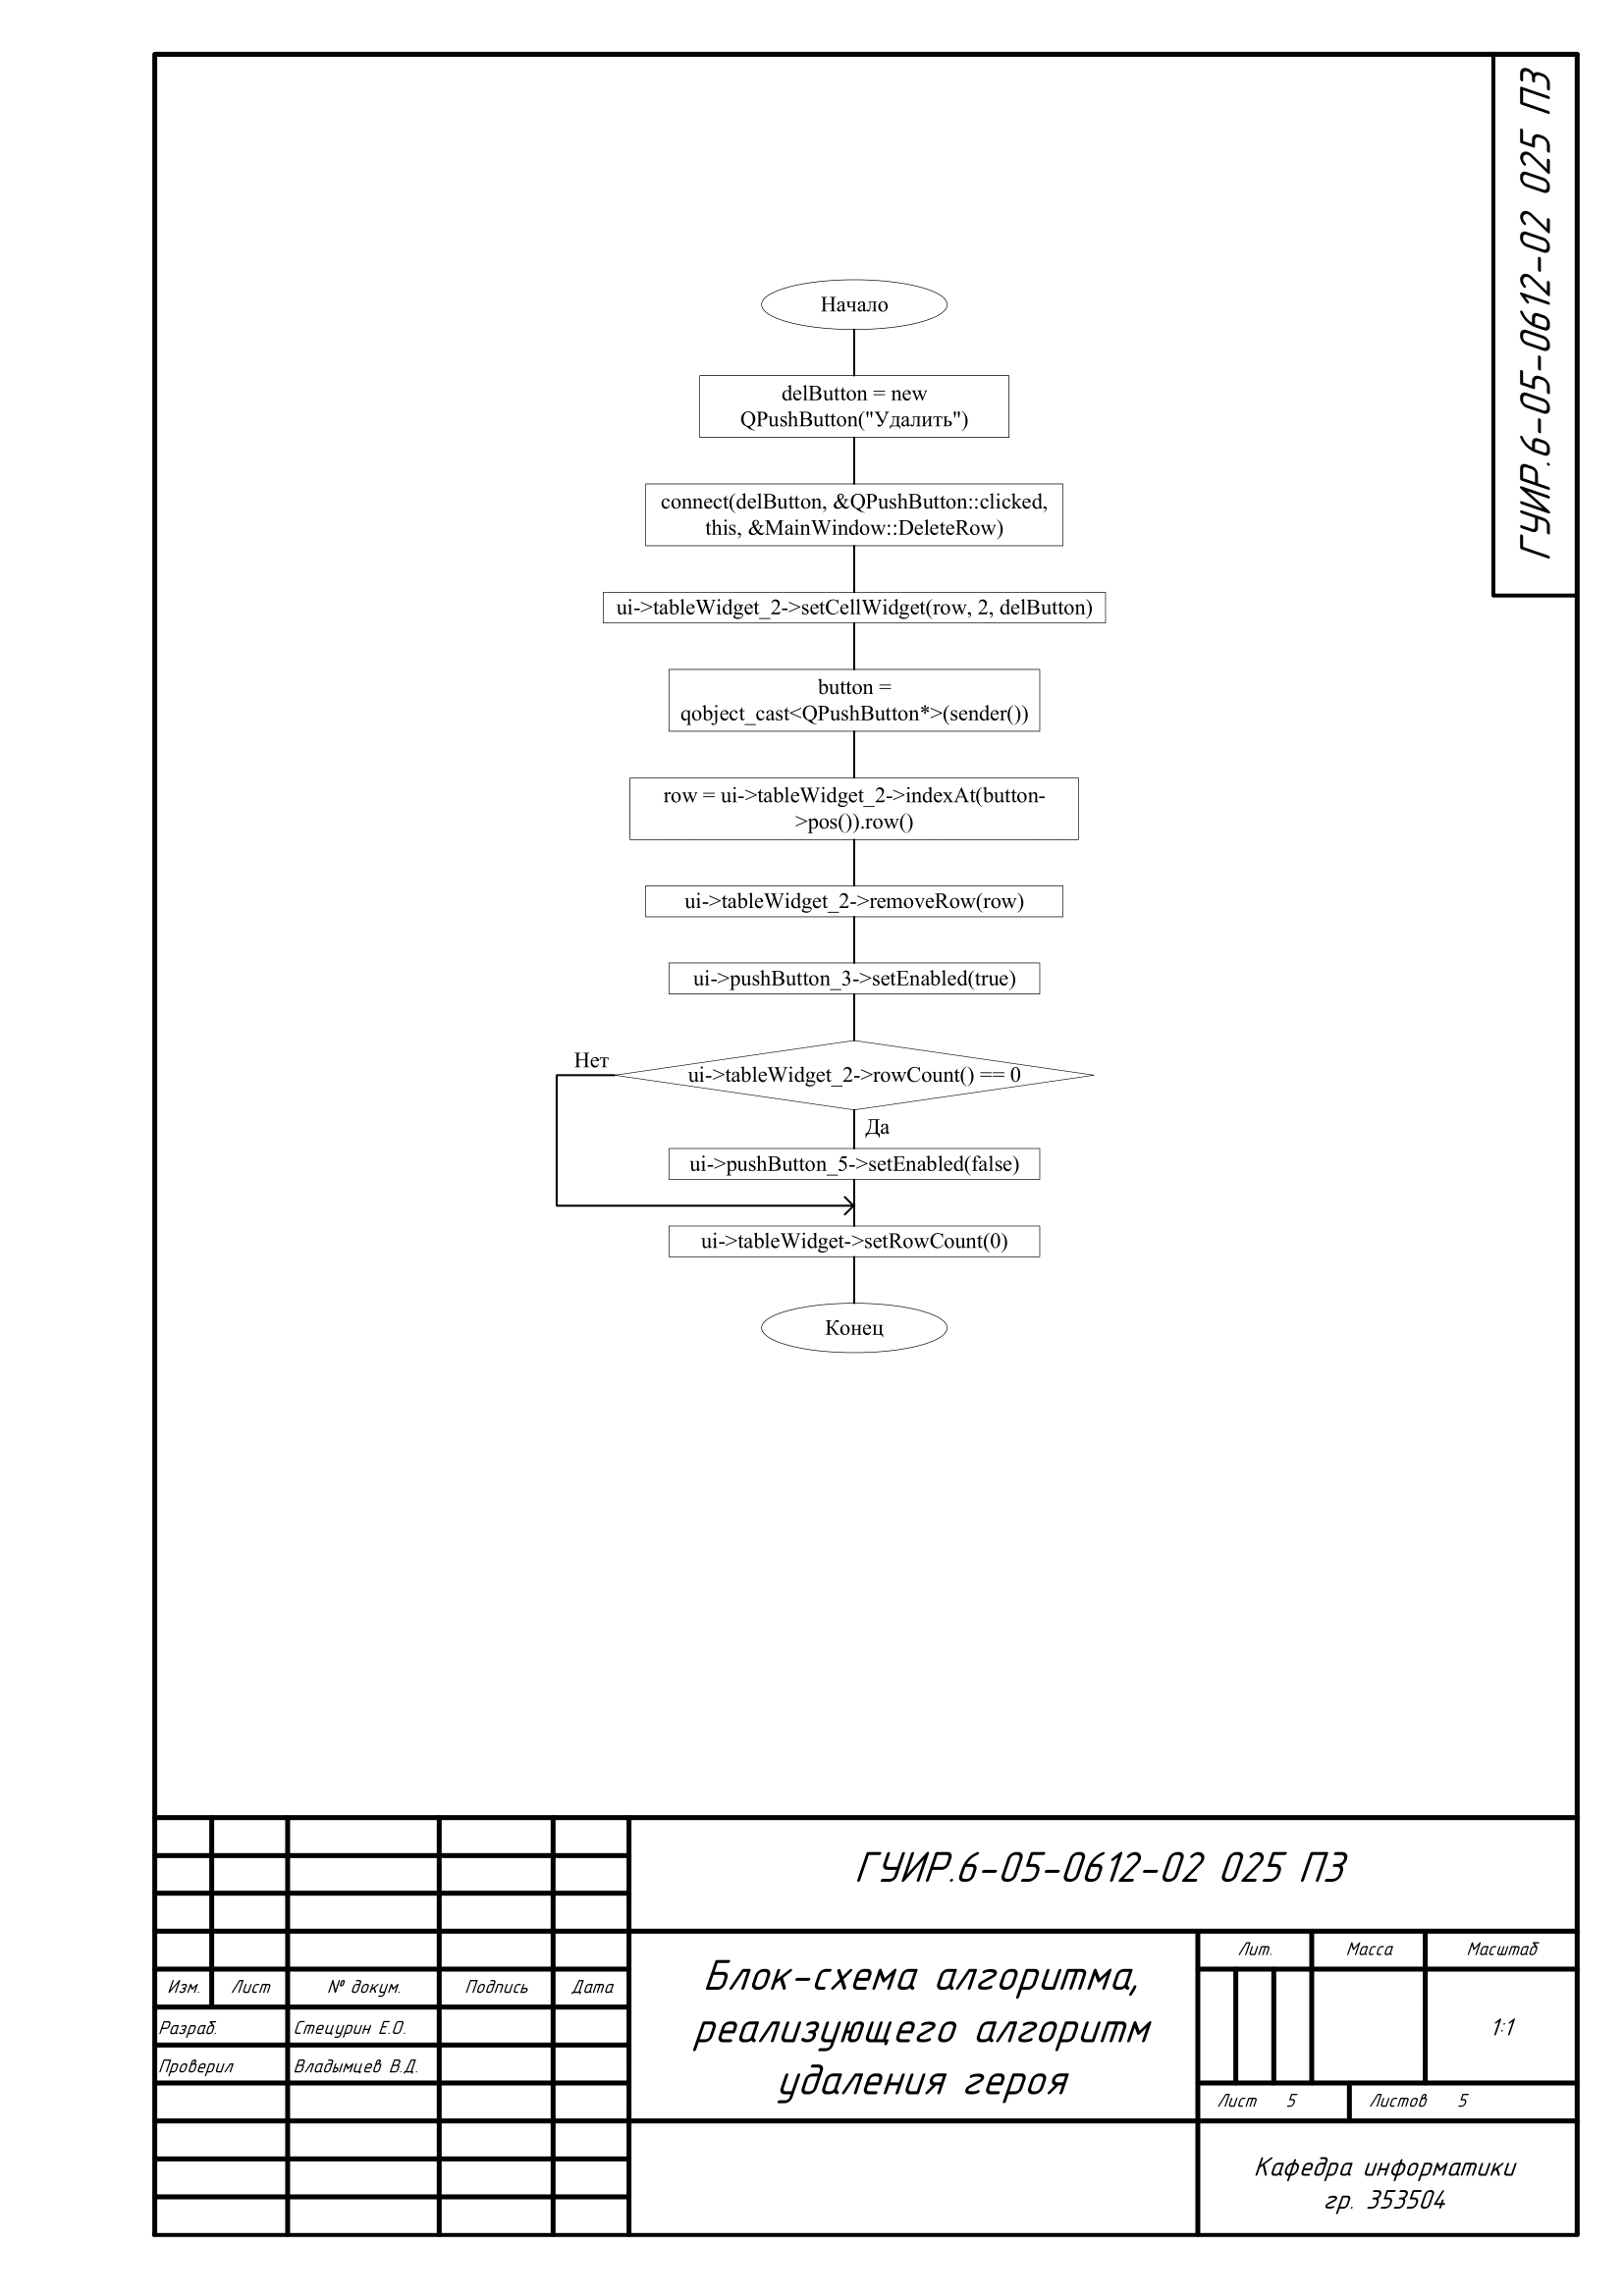 ГУИР.6-05-0612-02 025 ПЗ
Начало
delButton = new
QPushButton("Удалить")
connect(delButton, &QPushButton::clicked,
this, &MainWindow::DeleteRow)
ui->tableWidget_2->setCellWidget(row, 2, delButton)
button =
qobject_cast<QPushButton*>(sender())
row = ui->tableWidget_2->indexAt(button-
>pos()).row()
ui->tableWidget_2->removeRow(row)
ui->pushButton_3->setEnabled(true)
Нет
ui->tableWidget_2->rowCount() == 0
Да
ui->pushButton_5->setEnabled(false)
ui->tableWidget->setRowCount(0)
Конец
ГУИР.6-05-0612-02 025 ПЗ
Изм. Лист № докум. Подпись Дата
Разраб. Стецурин Е.О.
Проверил Владымцев В.Д.
Блок-схема алгоритма,
реализующего алгоритм
удаления героя
Лит. Масса Масштаб
1:1
Лист 5 Листов 5
Кафедра информатики
гр. 353504